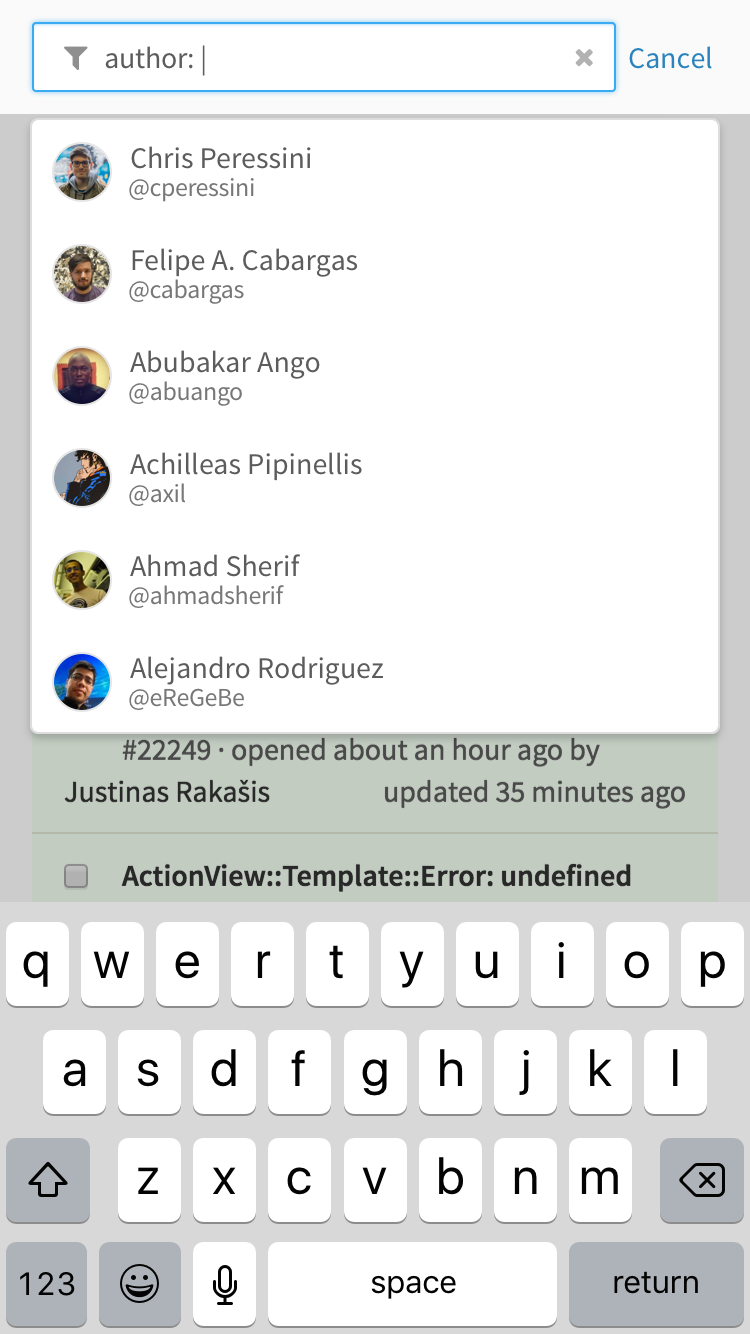 author:
Cancel
Chris Peressini
@cperessini
Felipe A. Cabargas
@cabargas
Abubakar Ango
@abuango
Achilleas Pipinellis
@axil
Ahmad Sherif
@ahmadsherif
Alejandro Rodriguez
@eReGeBe
#22249 · opened about an hour ago by
Justinas Rakašis updated 35 minutes ago
ActionView::Template::Error: undefined
q w e r t y u i o p
a s d f g h j k l
z x c v b n m
123 space return